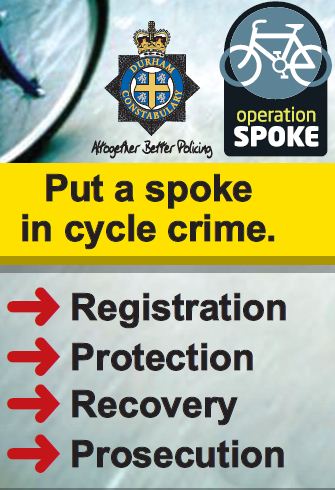 DURHAM
CONSTABULARY
Altogether Better Policing
operation
SPOKE
Put a spoke
in cycle crime.
Registration
Protection
Recovery
Prosecution